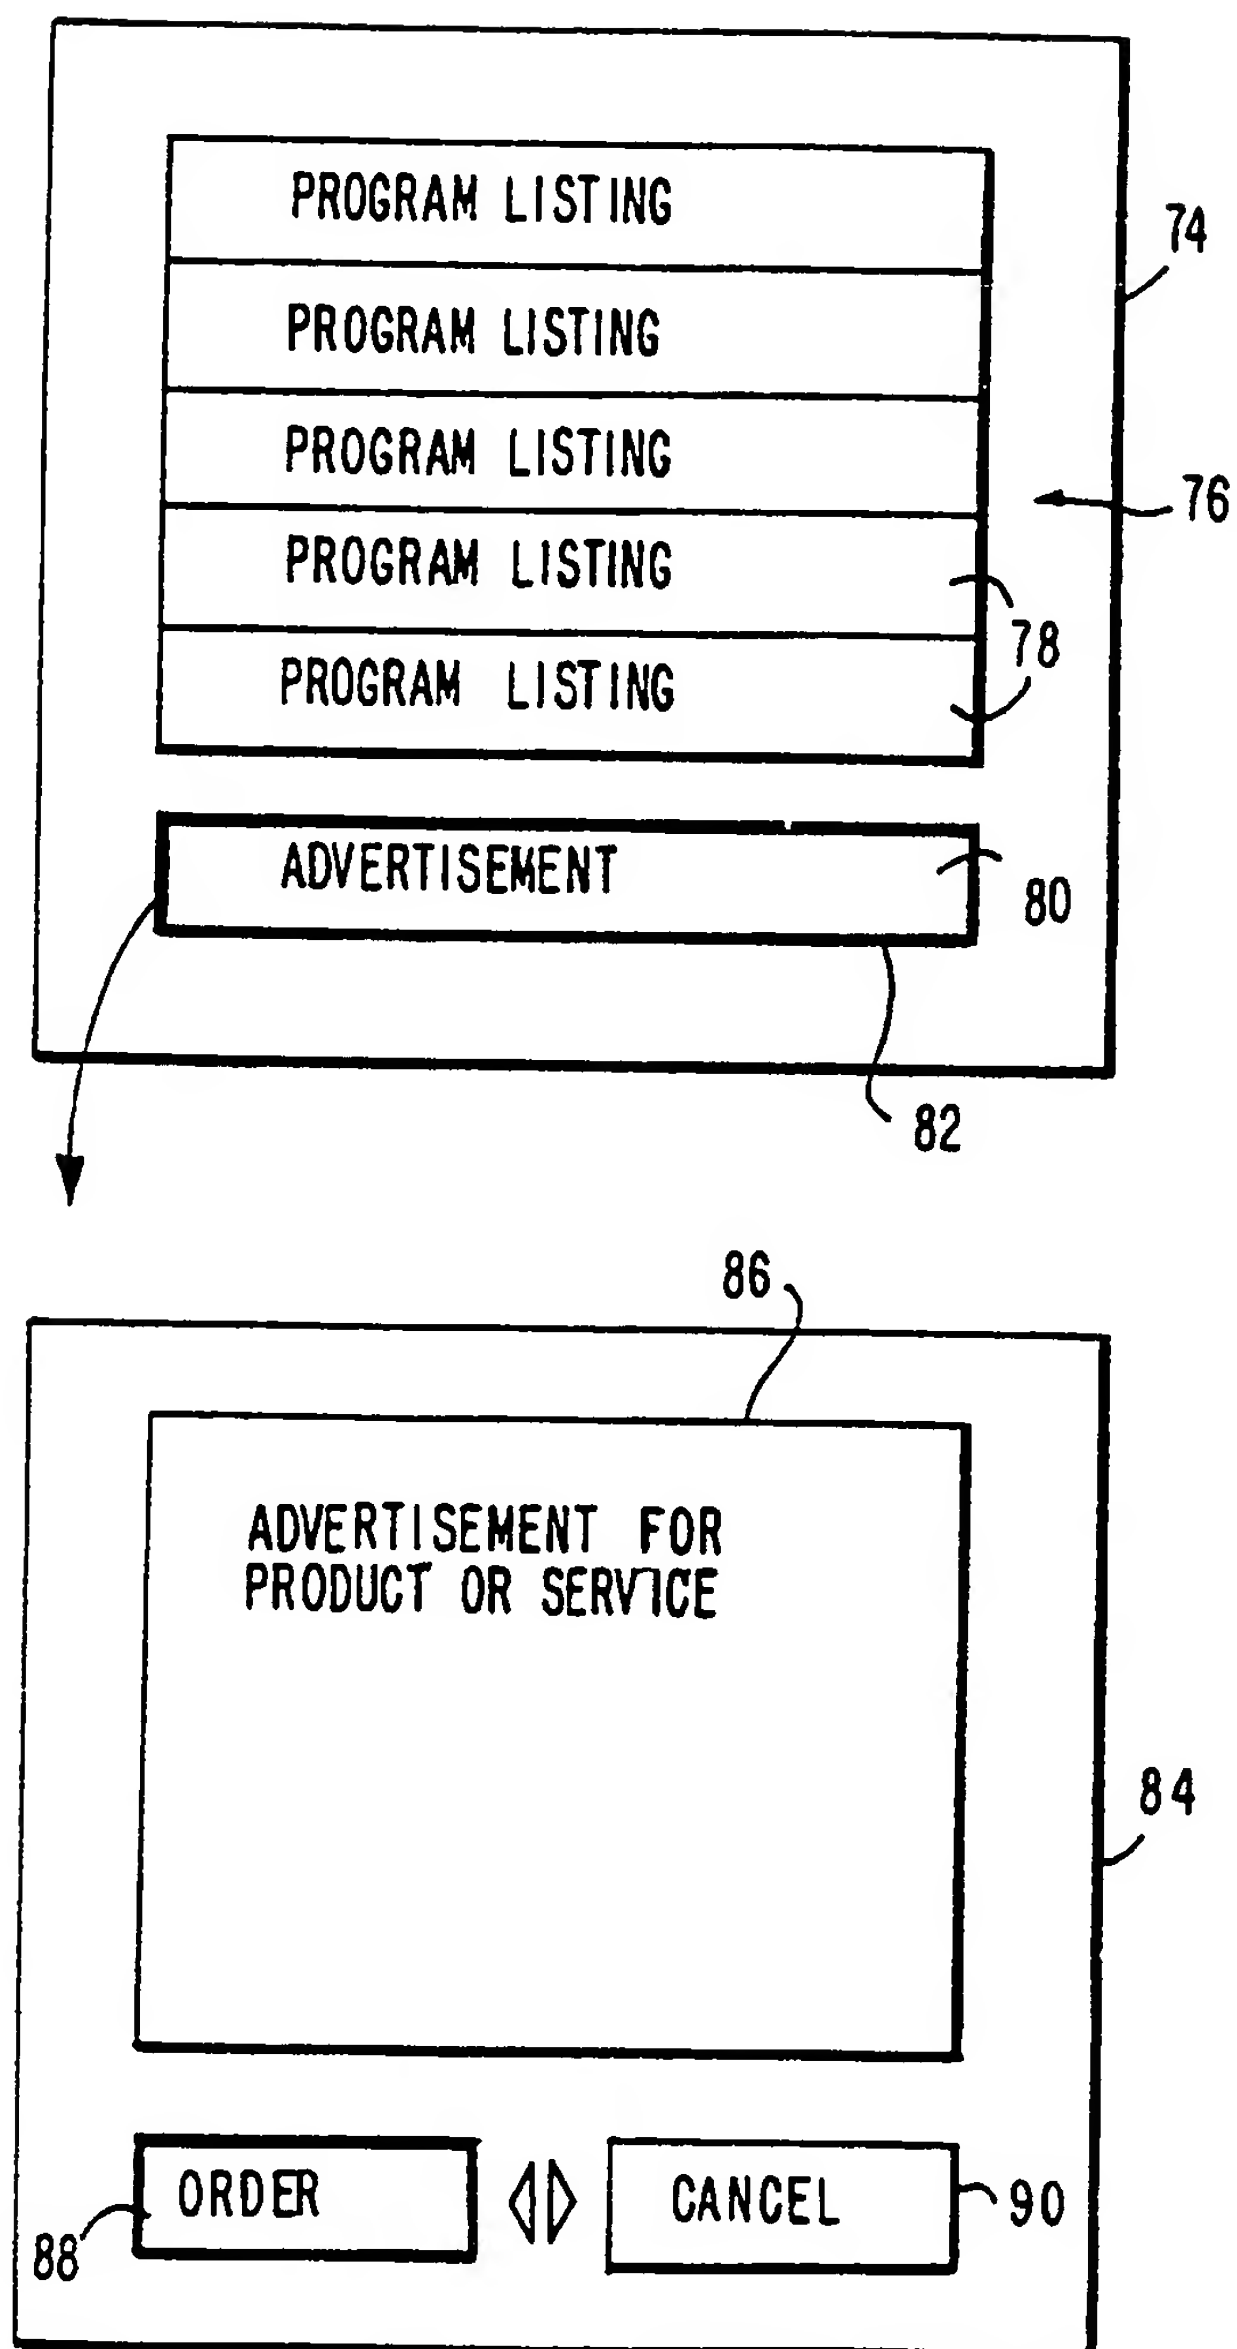 PROGRAM LISTING
74
PROGRAM LISTING
PROGRAM LISTING
76
PROGRAM LISTING
78
PROGRAM LISTING
ADVERTISEMENT
80
82
86
ADVERTISEMENT FOR
PRODUCT OR SERVICE
84
ORDER
CANCEL
90
88